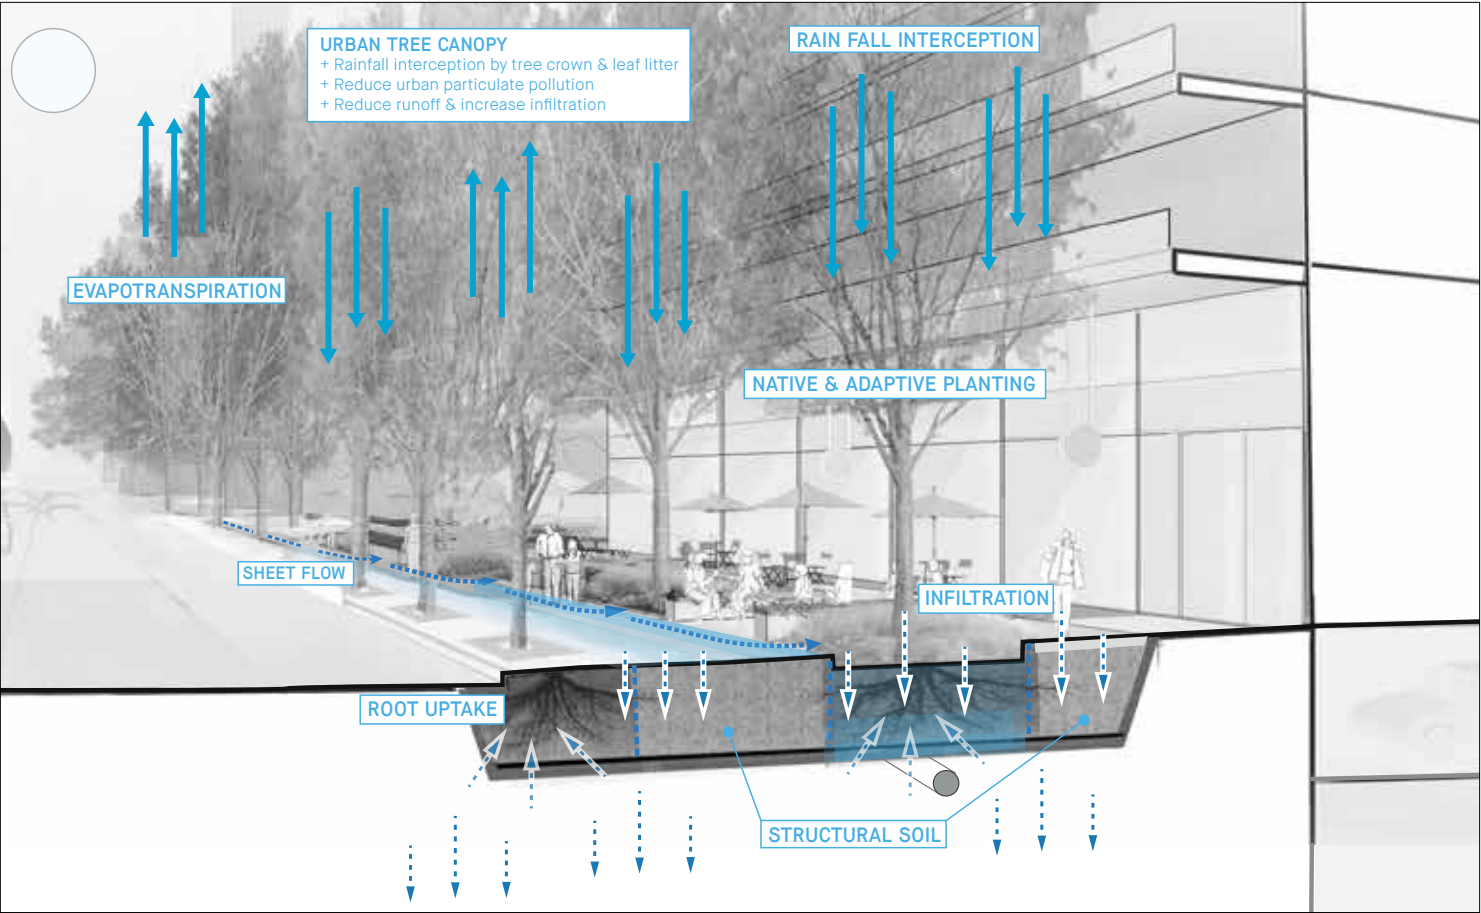 URBAN TREE CANOPY
+ Rainfall interception by tree crown & leaf litter
+ Reduce urban particulate pollution
+ Reduce runoff & increase infiltration
RAIN FALL INTERCEPTION
EVAPOTRANSPIRATION
NATIVE & ADAPTIVE PLANTING
SHEET FLOW
INFILTRATION
ROOT UPTAKE
STRUCTURAL SOIL